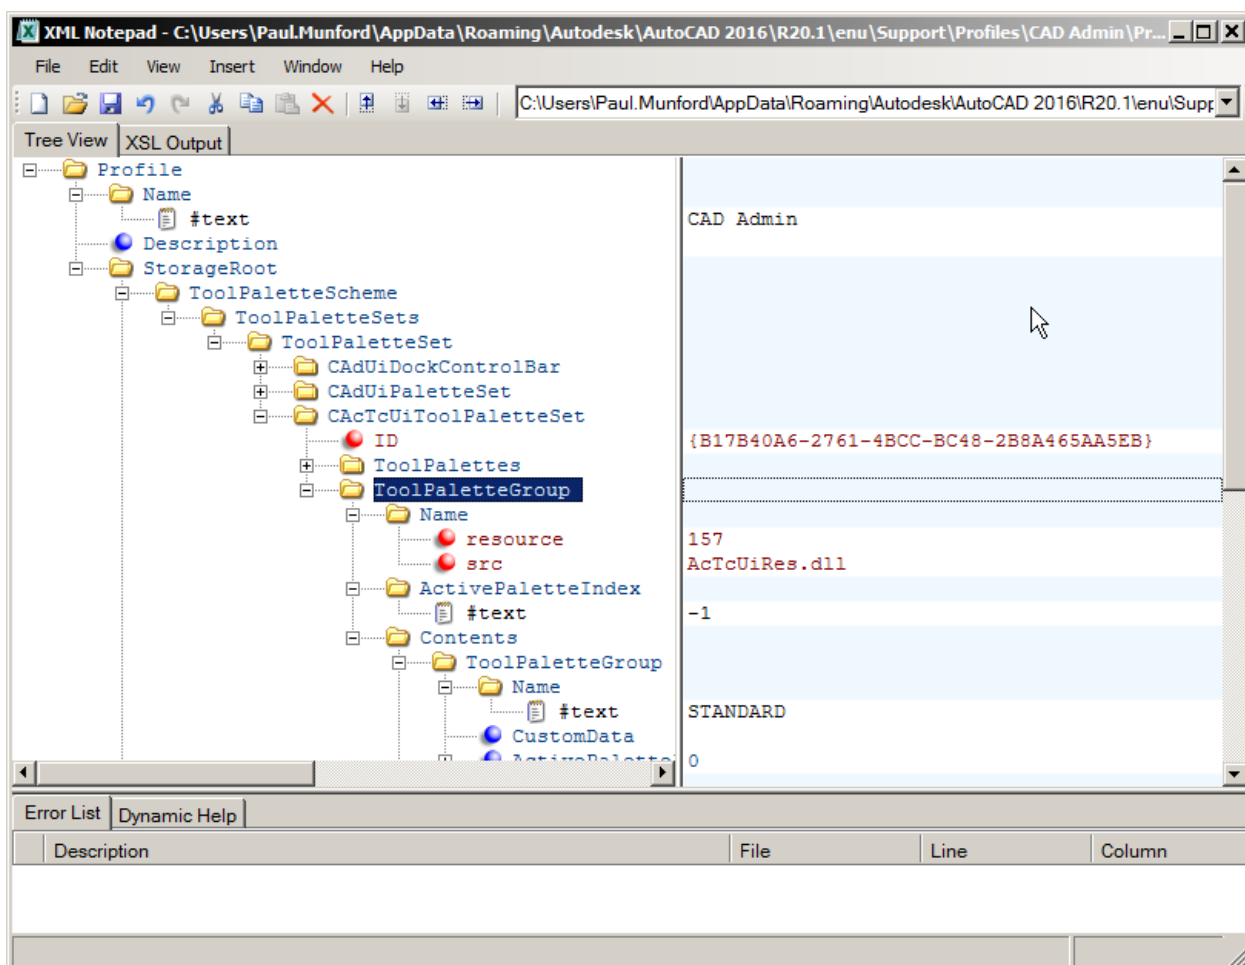 XML Notepad - C:\Users\Paul.Munford\AppData\Roaming\Autodesk\AutoCAD 2016\R20.1\enu\Support\Profiles\CAD Admin\Pr...
File Edit View Insert Window Help
C:\Users\Paul.Munford\AppData\Roaming\Autodesk\AutoCAD 2016\R20.1\enu\Supp
Tree View XSL Output
Profile
Name
#text CAD Admin
Description
StorageRoot
ToolPaletteScheme
ToolPaletteSets
ToolPaletteSet
CAdUiDockControlBar
CAdUiPaletteSet
CAcTcUiToolPaletteSet
ID {B17B40A6-2761-4BCC-BC48-2B8A465AA5EB}
ToolPalettes
ToolPaletteGroup
Name
resource 157
src AcTcUiRes.dll
ActivePaletteIndex
#text -1
Contents
ToolPaletteGroup
Name
#text STANDARD
CustomData
ActivePalette 0
Error List Dynamic Help
Description File Line Column